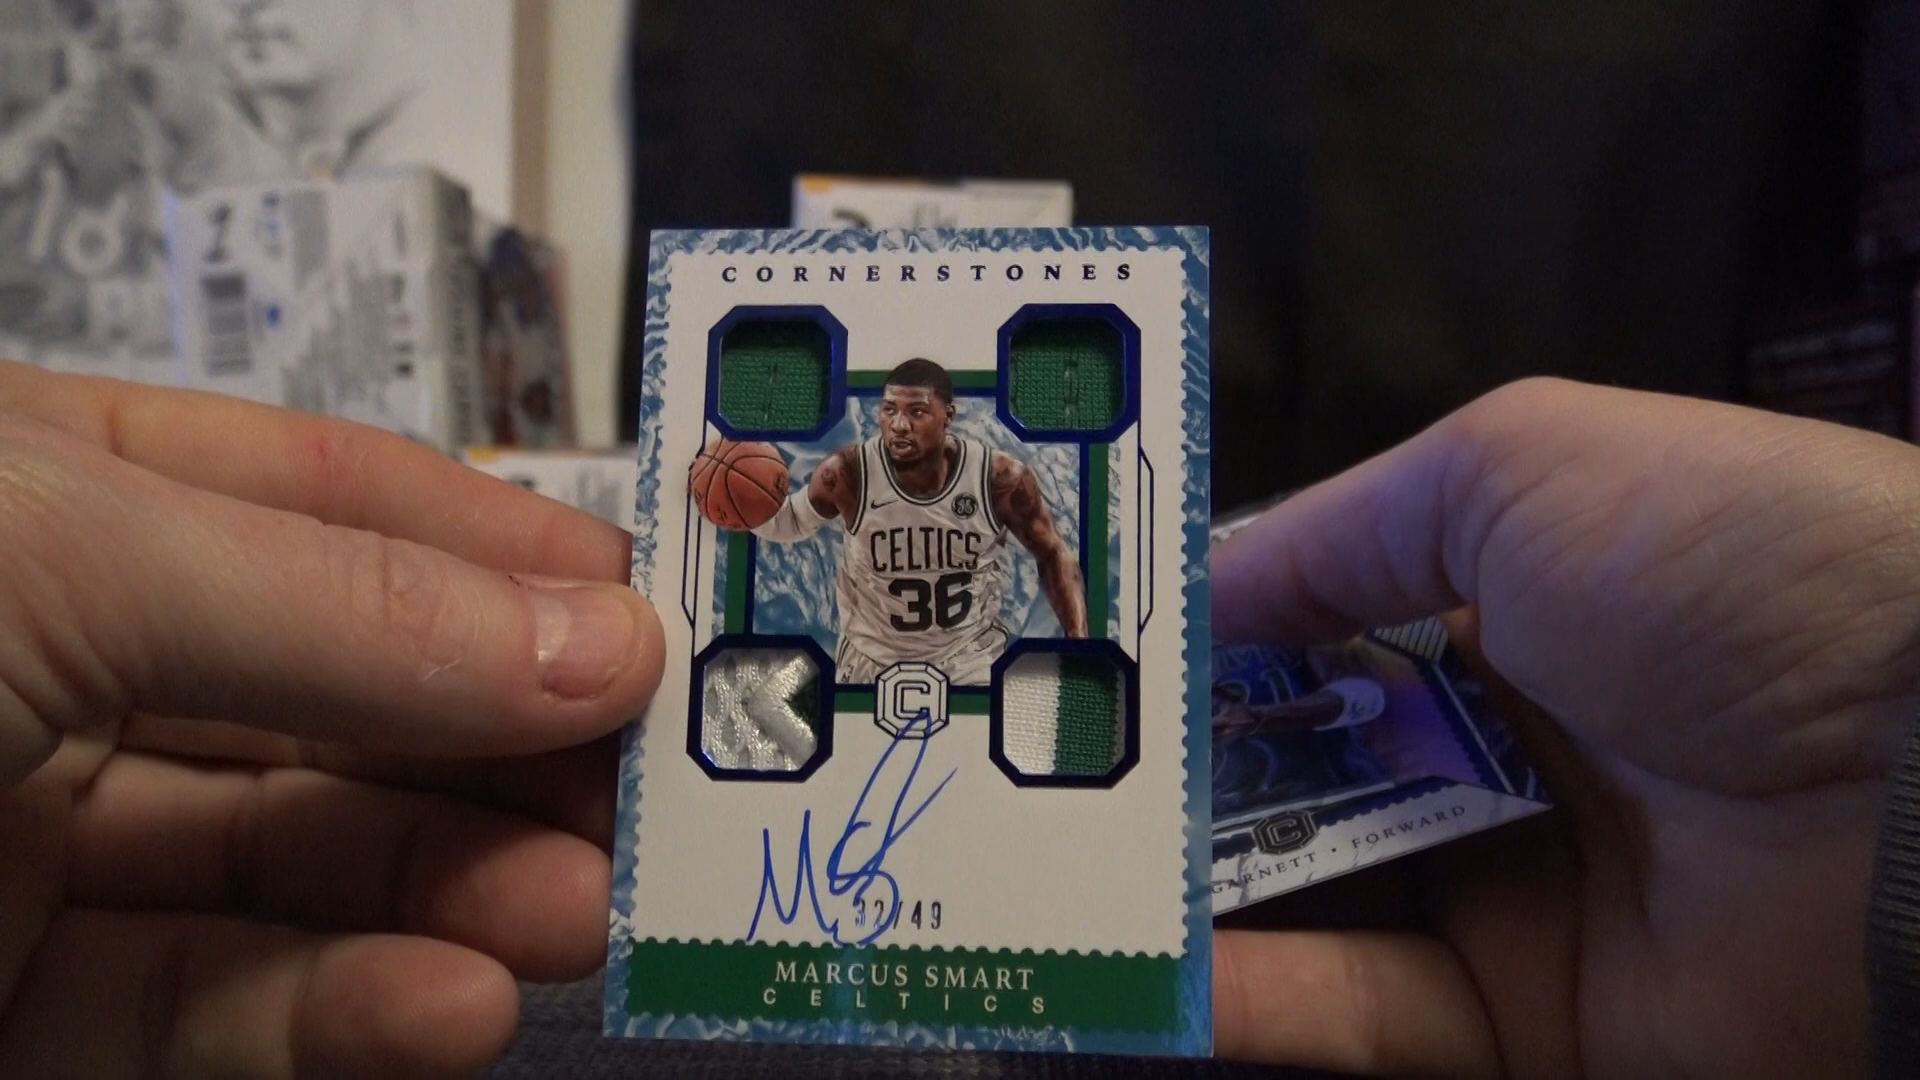 CORNERSTONES
CELTICS
36
C
32/49
MARCUS SMART
CELTICS
C
GARNETT • FORWARD